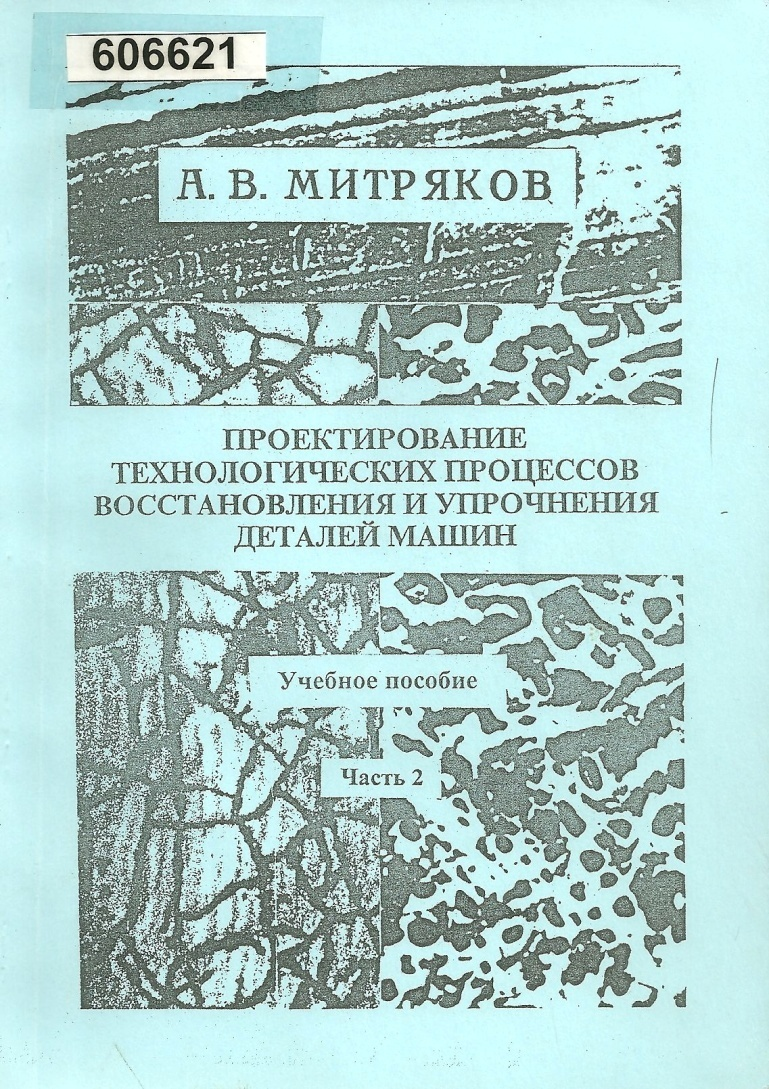 606621
А. В. МИТРЯКОВ
ПРОЕКТИРОВАНИЕ
ТЕХНОЛОГИЧЕСКИХ ПРОЦЕССОВ
ВОССТАНОВЛЕНИЯ И УПРОЧНЕНИЯ
ДЕТАЛЕЙ МАШИН
Учебное пособие
Часть 2